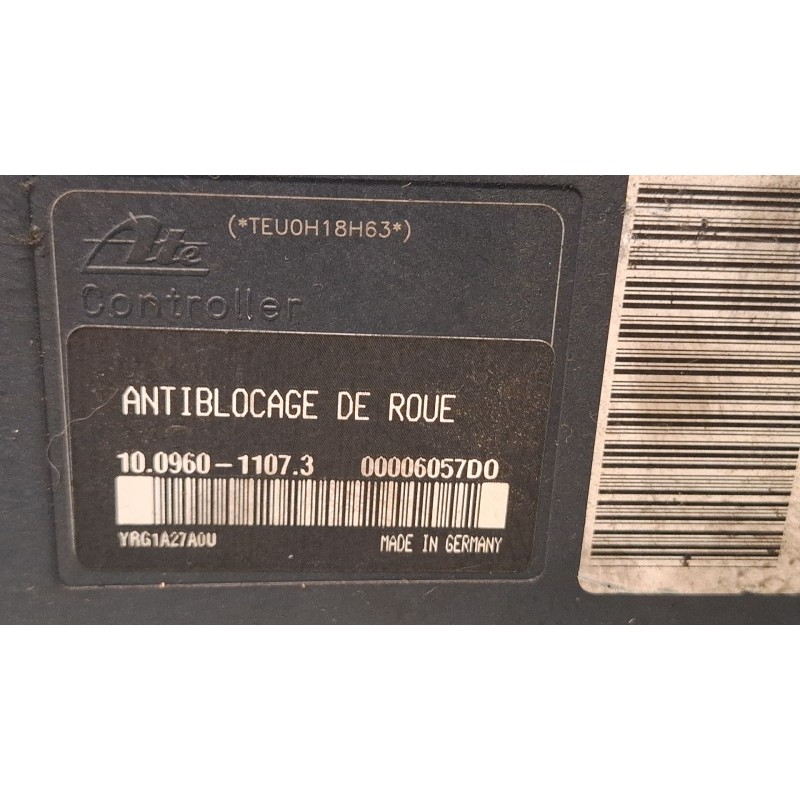 (*TEU0H18H63*)
Ate
Controller
ANTIBLOCAGE DE ROUE
10.0960-1107.3 00006057D0
YRG1A27A0U MADE IN GERMANY